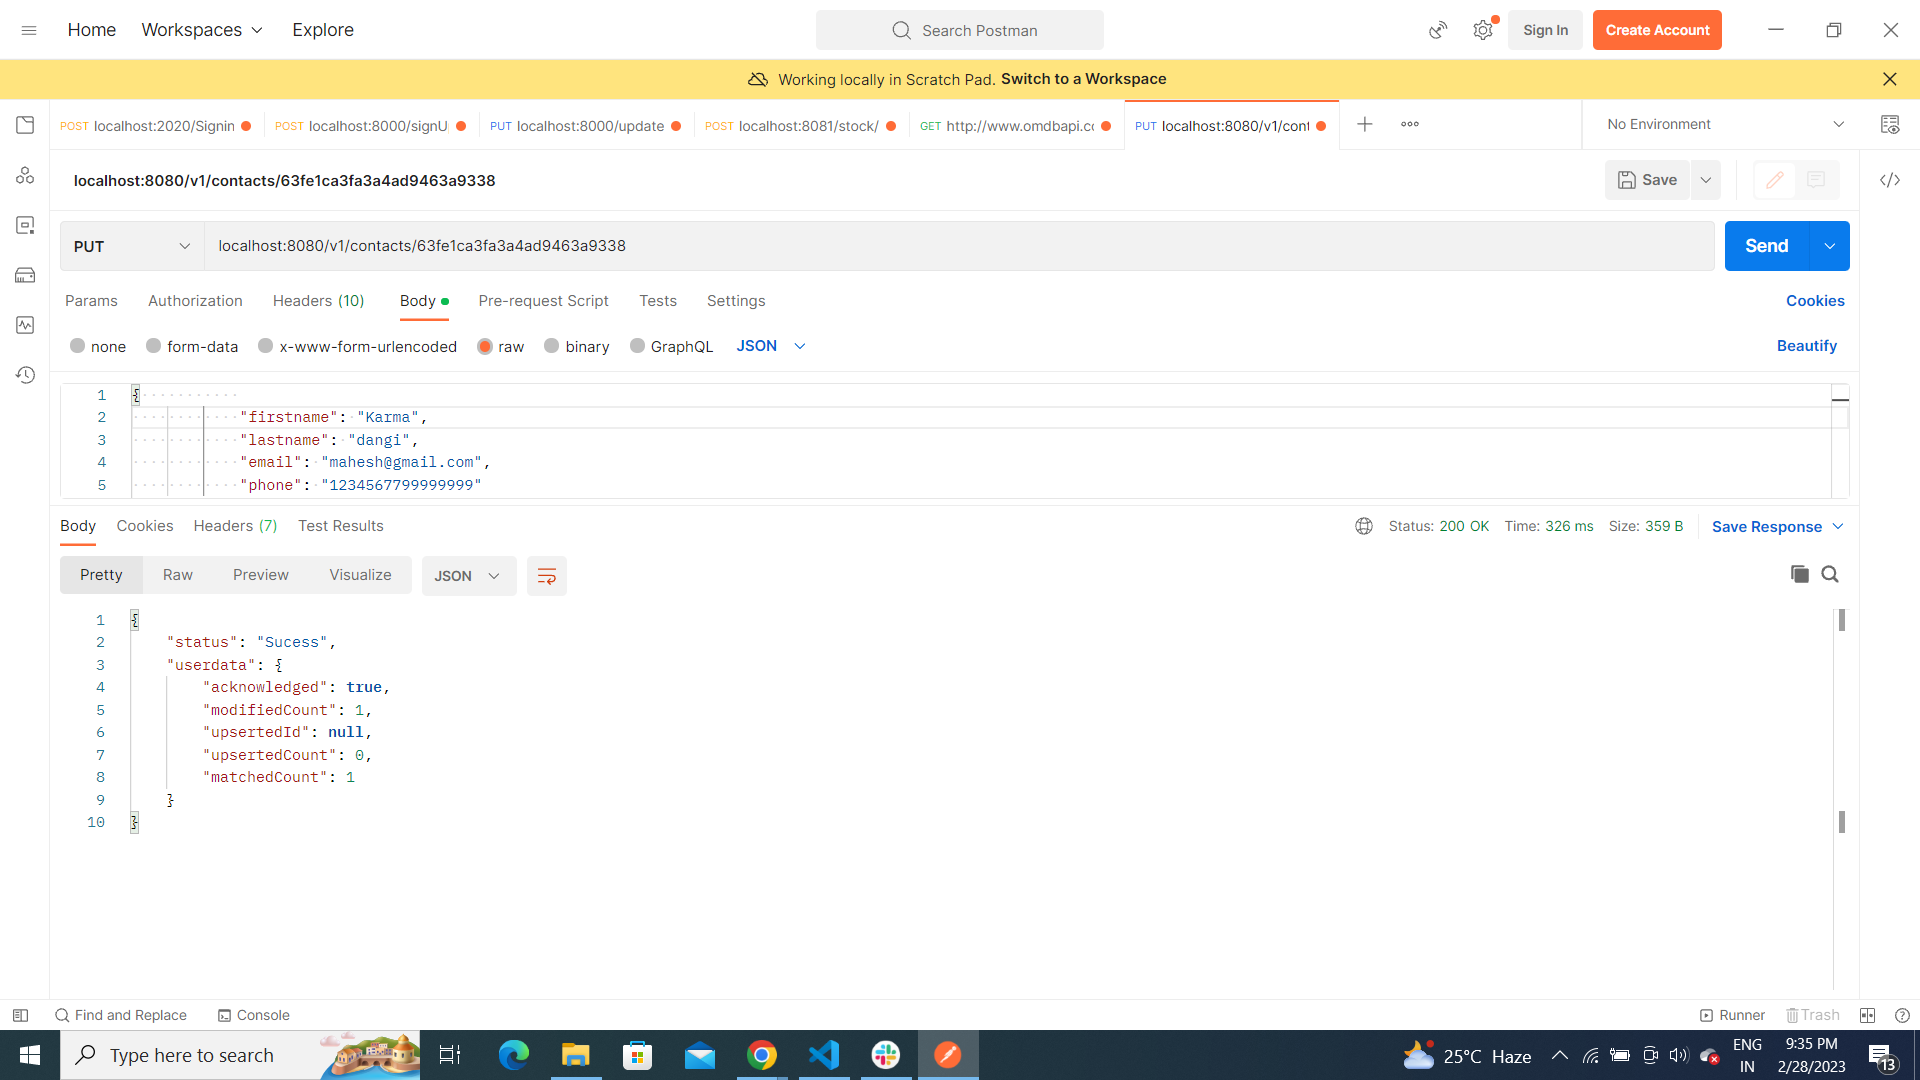 Home Workspaces Explore Search Postman Sign In Create Account
Working locally in Scratch Pad. Switch to a Workspace
POST localhost:2020/Signin POST localhost:8000/signU PUT localhost:8000/update POST localhost:8081/stock/ GET http://www.omdbapi.c PUT localhost:8080/v1/cont No Environment
localhost:8080/v1/contacts/63fe1ca3fa3a4ad9463a9338 Save
PUT localhost:8080/v1/contacts/63fe1ca3fa3a4ad9463a9338 Send
Params Authorization Headers (10) Body Pre-request Script Tests Settings Cookies
none form-data x-www-form-urlencoded raw binary GraphQL JSON Beautify
1 {
2 "firstname": "Karma",
3 "lastname": "dangi",
4 "email": "mahesh@gmail.com",
5 "phone": "1234567799999999"
Body Cookies Headers (7) Test Results Status: 200 OK Time: 326 ms Size: 359 B Save Response
Pretty Raw Preview Visualize JSON
1 {
2 "status": "Sucess",
3 "userdata": {
4 "acknowledged": true,
5 "modifiedCount": 1,
6 "upsertedId": null,
7 "upsertedCount": 0,
8 "matchedCount": 1
9 }
10 }
Find and Replace Console Runner Trash
Type here to search 25°C Haze ENG IN 9:35 PM 2/28/2023 13